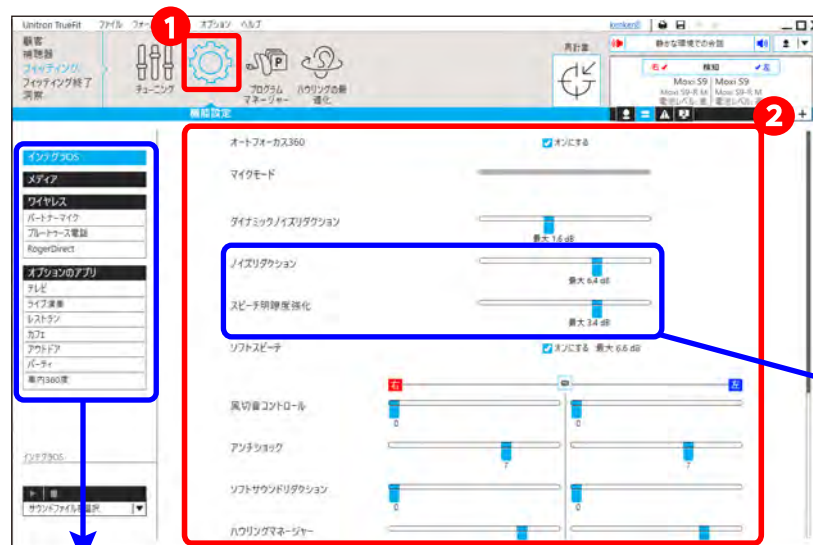 Unitron TrueFit ファイル オプション ヘルプ
1
顧客
補聴器
フィッティング
フィッティング終了
洞察
チューニング
プログラム
マネージャー
ハウリングの最
適化
再計算
静かな環境での会話
右 検知 左
Moxi S9 Moxi S9
Moxi S9-R M Moxi S9-R M
機能設定
2
インテグラOS
メディア
ワイヤレス
パートナーマイク
ブルートゥース電話
RogerDirect
オプションのアプリ
テレビ
ライブ演奏
レストラン
カフェ
アウトドア
パーティ
車内360度
インテグラOS
サウンドファイルを選択
オートフォーカス360 オンにする
マイクモード
ダイナミックノイズリダクション
最大 1.6 dB
ノイズリダクション
最大 6.4 dB
スピーチ明瞭度強化
最大 3.4 dB
ソフトスピーチ オンにする 最大 6.6 dB
右 左
風切音コントロール
0 0
アンチショック
7 7
ソフトサウンドリダクション
0 0
ハウリングマネージャー